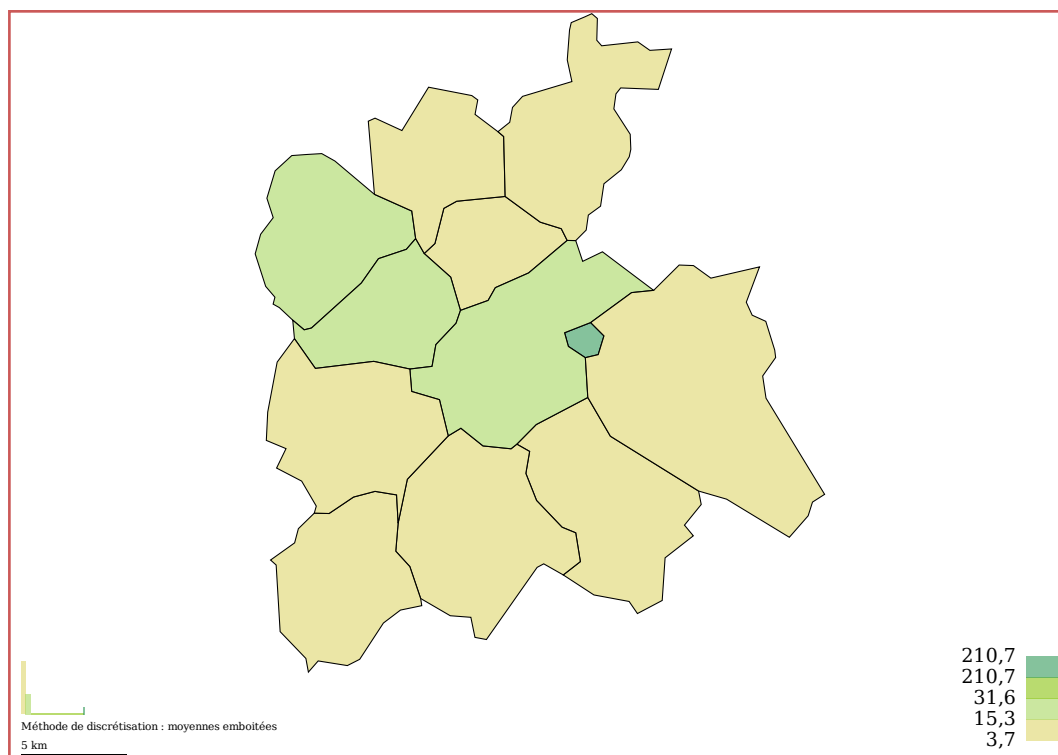 210,7
210,7
31,6
15,3
3,7
Méthode de discrétisation : moyennes emboitées
5 km